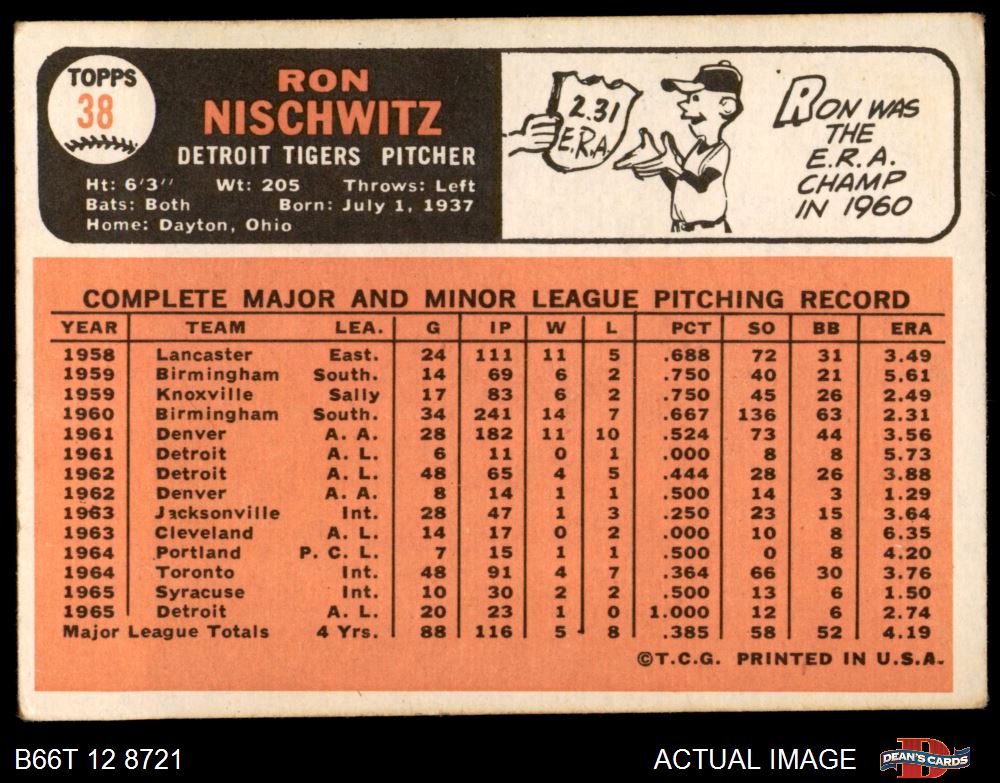 TOPPS
38
RON
NISCHWITZ
DETROIT TIGERS PITCHER
Ht: 6'3" Wt: 205 Throws: Left
Bats: Both Born: July 1, 1937
Home: Dayton, Ohio
2.31
E.R.A.
RON WAS
THE
E.R.A.
CHAMP
IN 1960
COMPLETE MAJOR AND MINOR LEAGUE PITCHING RECORD
YEAR TEAM LEA. G IP W L PCT SO BB ERA
1958 Lancaster East. 24 111 11 5 .688 72 31 3.49
1959 Birmingham South. 14 69 6 2 .750 40 21 5.61
1959 Knoxville Sally 17 83 6 2 .750 45 26 2.49
1960 Birmingham South. 34 241 14 7 .667 136 63 2.31
1961 Denver A. A. 28 182 11 10 .524 73 44 3.56
1961 Detroit A. L. 6 11 0 1 .000 8 8 5.73
1962 Detroit A. L. 48 65 4 5 .444 28 26 3.88
1962 Denver A. A. 8 14 1 1 .500 14 3 1.29
1963 Jacksonville Int. 28 47 1 3 .250 23 15 3.64
1963 Cleveland A. L. 14 17 0 2 .000 10 8 6.35
1964 Portland P. C. L. 7 15 1 1 .500 0 8 4.20
1964 Toronto Int. 48 91 4 7 .364 66 30 3.76
1965 Syracuse Int. 10 30 2 2 .500 13 6 1.50
1965 Detroit A. L. 20 23 1 0 1.000 12 6 2.74
Major League Totals 4 Yrs. 88 116 5 8 .385 58 52 4.19
©T.C.G. PRINTED IN U.S.A.
B66T 12 8721
ACTUAL IMAGE
DEAN'S CARDS